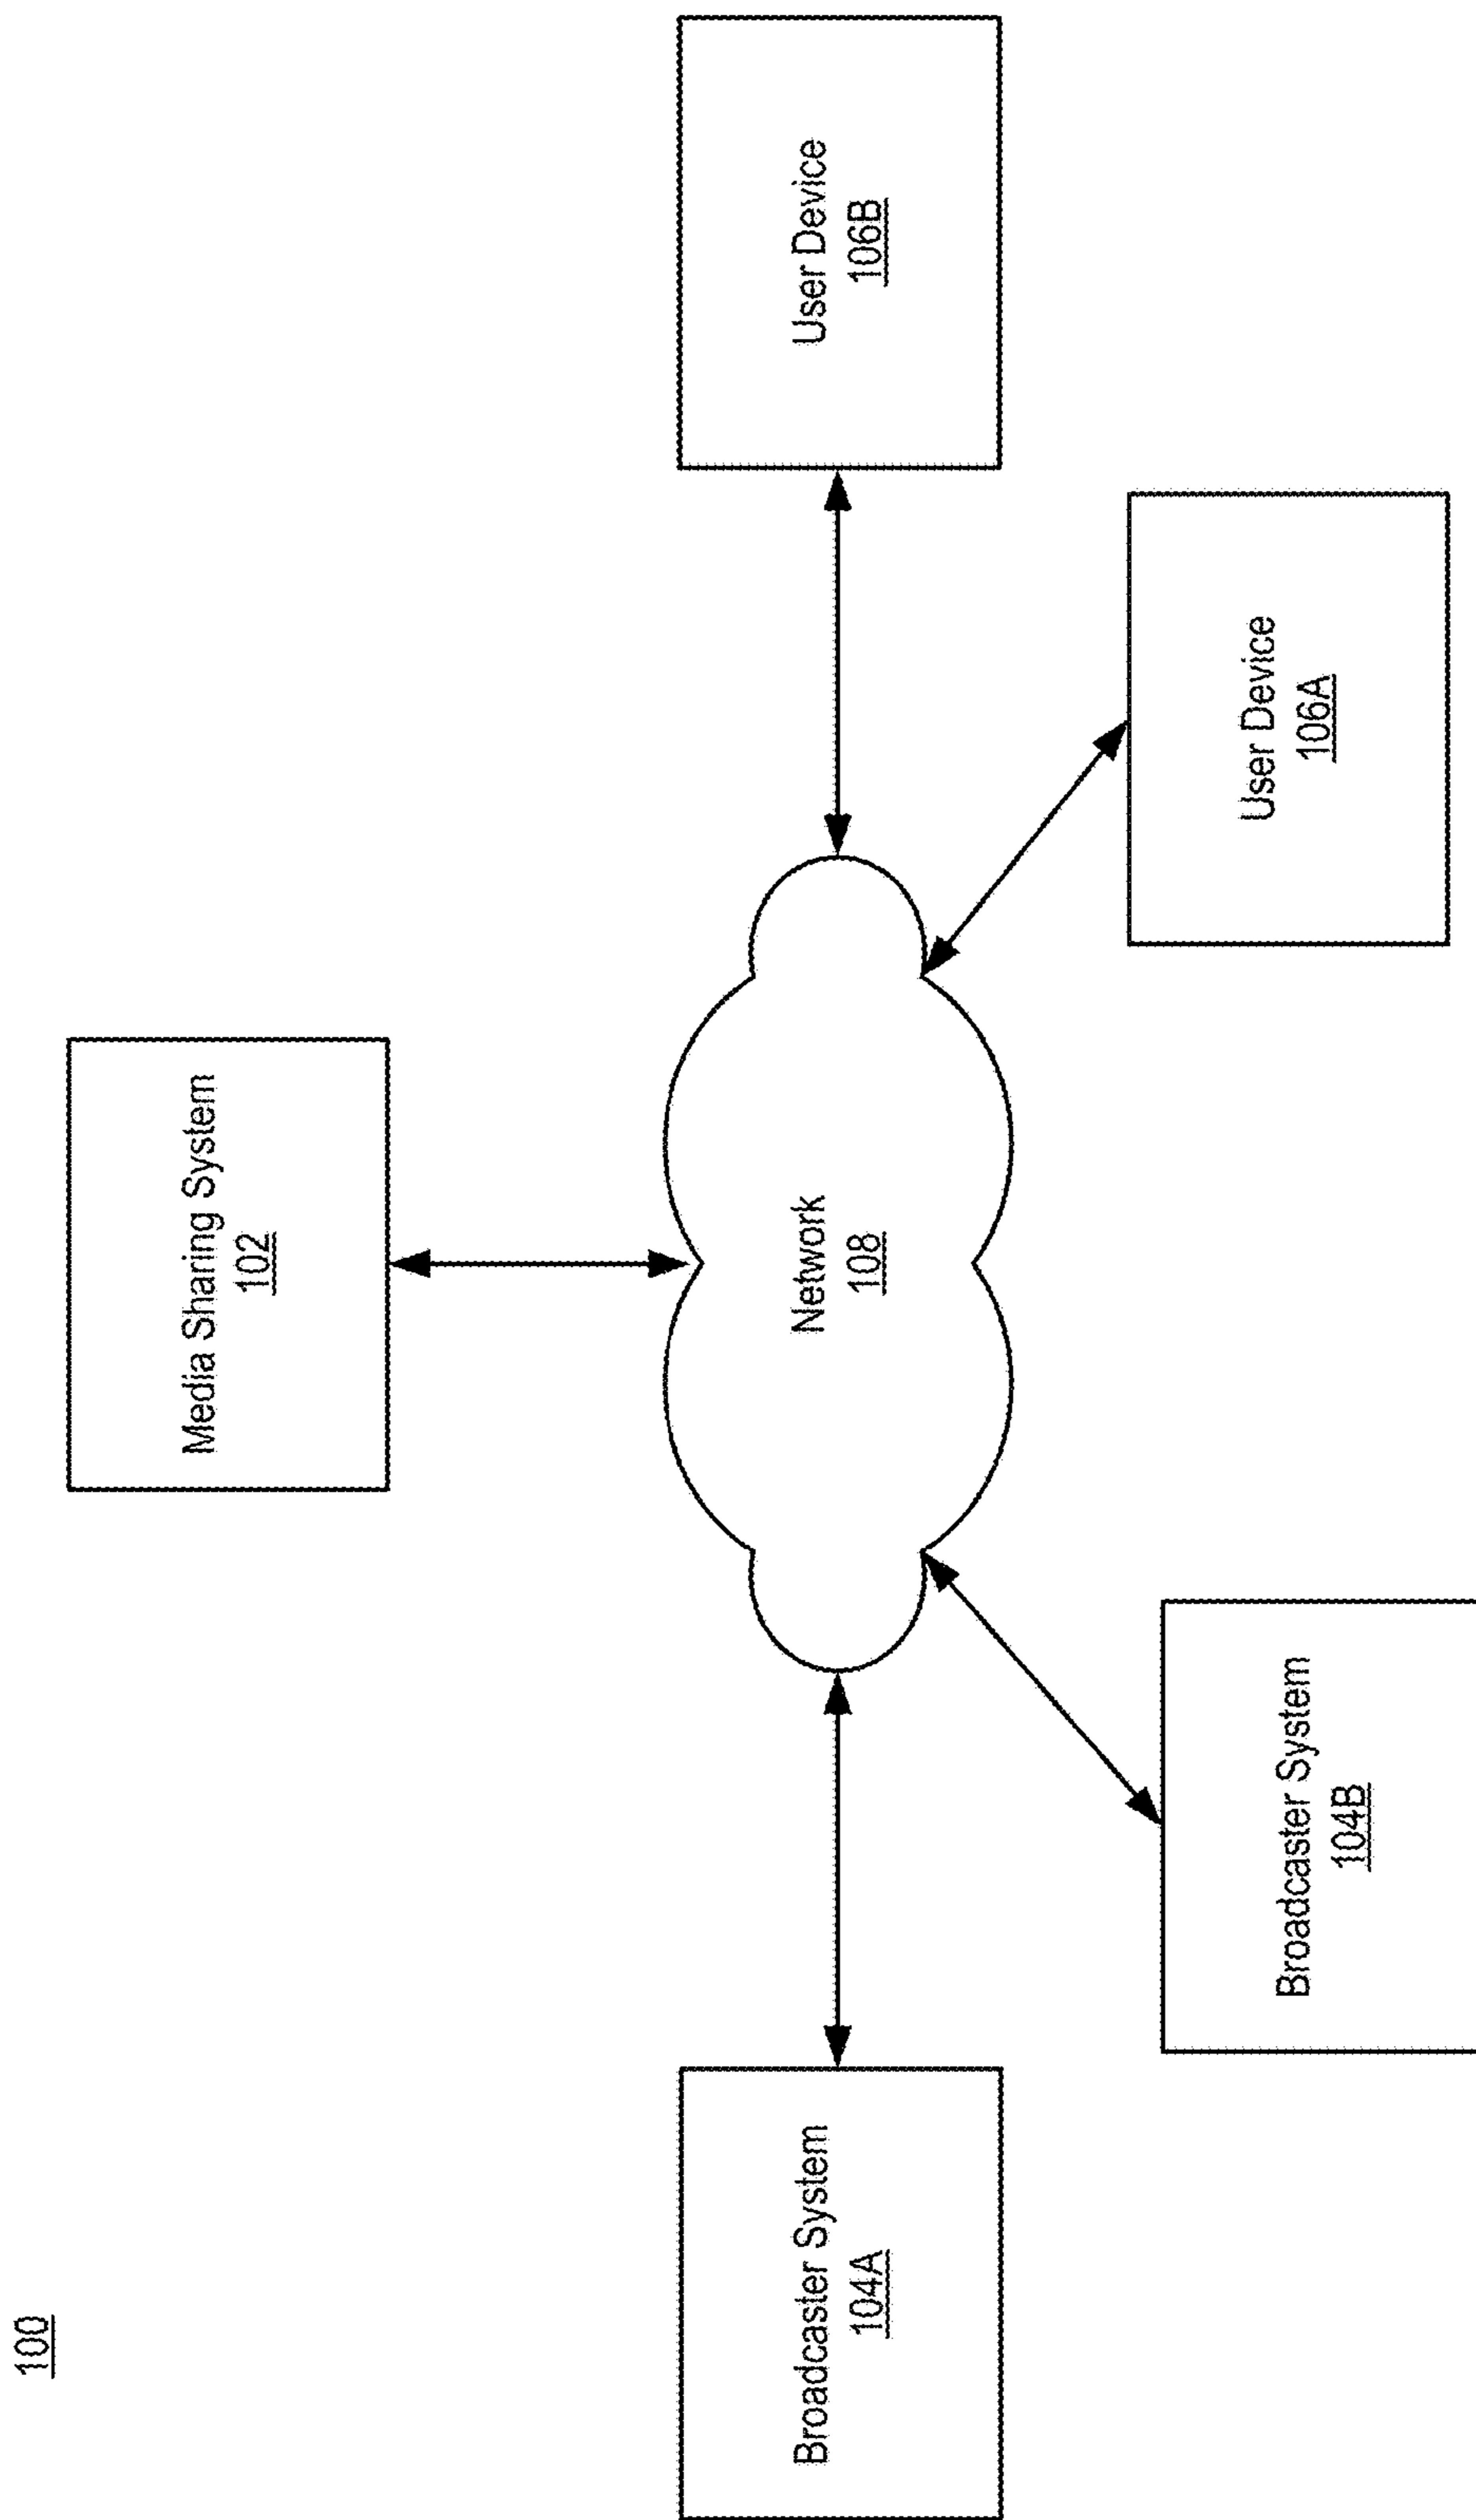 100
Media Sharing System
102
Network
108
Broadcaster System
104A
Broadcaster System
104B
User Device
106A
User Device
106B